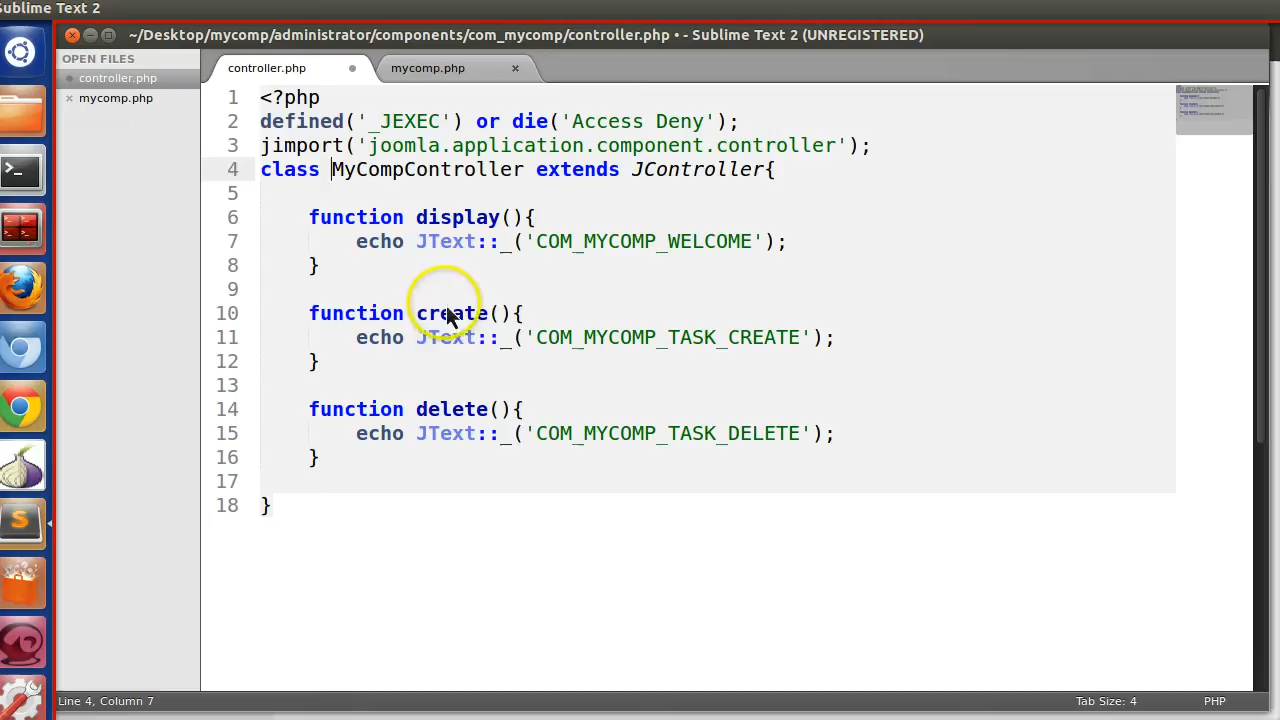 Sublime Text 2
~/Desktop/mycomp/administrator/components/com_mycomp/controller.php • - Sublime Text 2 (UNREGISTERED)
OPEN FILES
controller.php
mycomp.php
controller.php
mycomp.php
1 <?php
2 defined('_JEXEC') or die('Access Deny');
3 jimport('joomla.application.component.controller');
4 class MyCompController extends JController{
5
6     function display(){
7         echo JText::_('COM_MYCOMP_WELCOME');
8     }
9
10     function create(){
11         echo JText::_('COM_MYCOMP_TASK_CREATE');
12     }
13
14     function delete(){
15         echo JText::_('COM_MYCOMP_TASK_DELETE');
16     }
17
18 }
Line 4, Column 7
Tab Size: 4
PHP